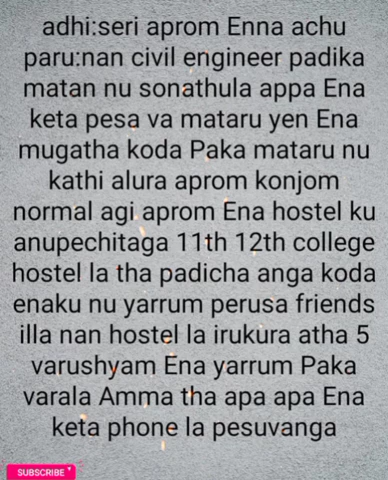 adhi:seri aprom Enna achu
paru:nan civil engineer padika
matan nu sonathula appa Ena
keta pesa va mataru yen Ena
mugatha koda Paka mataru nu
kathi alura aprom konjom
normal agi aprom Ena hostel ku
anupechitaga 11th 12th college
hostel la tha padicha anga koda
enaku nu yarrum perusa friends
illa nan hostel la irukura atha 5
varushyam Ena yarrum Paka
varala Amma tha apa apa Ena
keta phone la pesuvanga
SUBSCRIBE